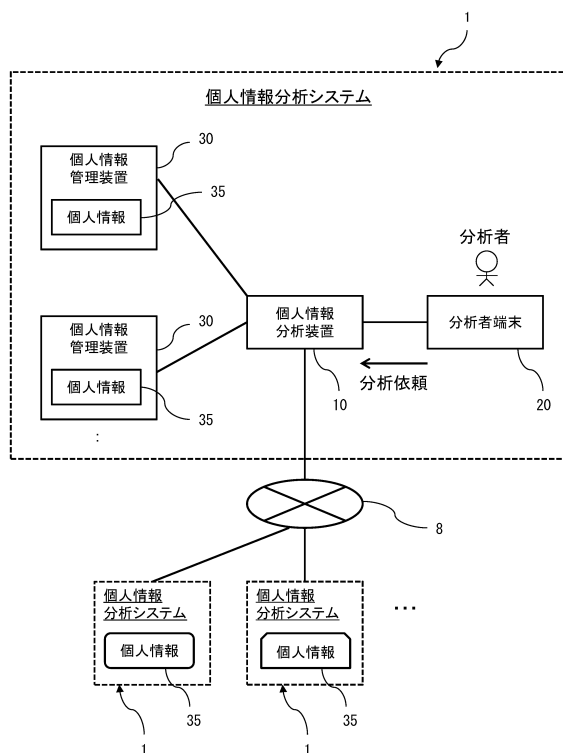 1
個人情報分析システム
個人情報
管理装置
30
35
個人情報
分析者
個人情報
管理装置
30
個人情報
35
:
個人情報
分析装置
10
分析者端末
20
分析依頼
8
個人情報
分析システム
個人情報
35
1
個人情報
分析システム
個人情報
35
1
...